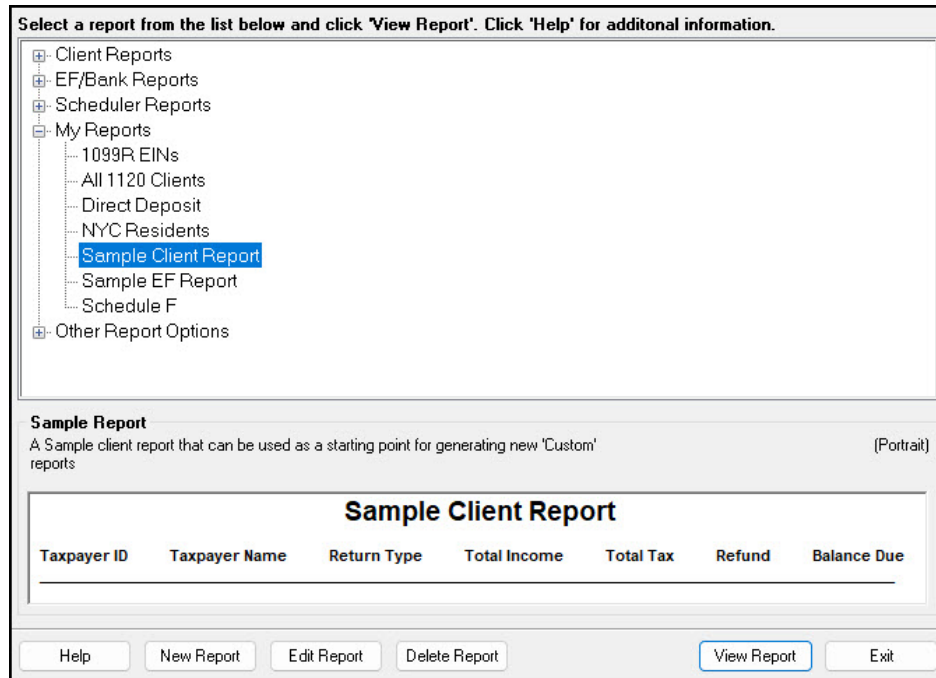 Select a report from the list below and click 'View Report'. Click 'Help' for additonal information.
Client Reports
EF/Bank Reports
Scheduler Reports
My Reports
1099R EINs
All 1120 Clients
Direct Deposit
NYC Residents
Sample Client Report
Sample EF Report
Schedule F
Other Report Options
Sample Report
A Sample client report that can be used as a starting point for generating new 'Custom' (Portrait)
reports
Sample Client Report
Taxpayer ID Taxpayer Name Return Type Total Income Total Tax Refund Balance Due
Help New Report Edit Report Delete Report View Report Exit